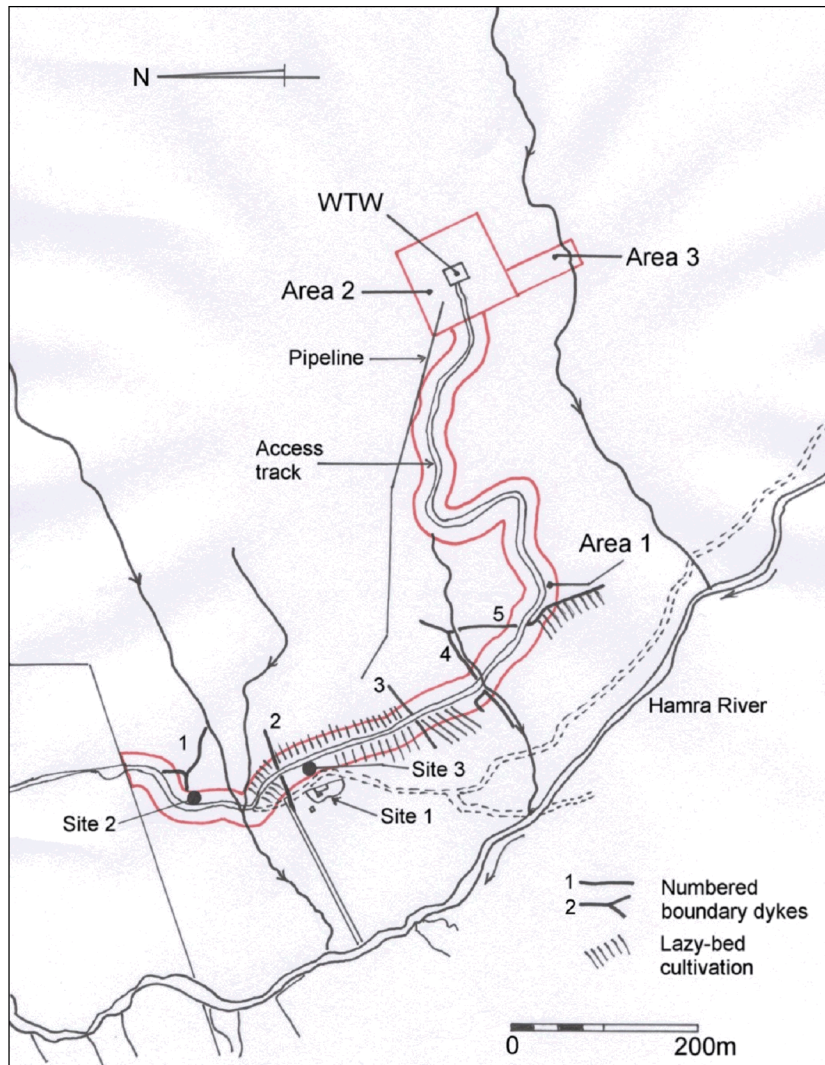 N
WTW
Area 3
Area 2
Pipeline
Access
track
Area 1
5
4
3
Hamra River
2
1
Site 3
Site 2
Site 1
1
2
Numbered
boundary dykes
Lazy-bed
cultivation
0
200m